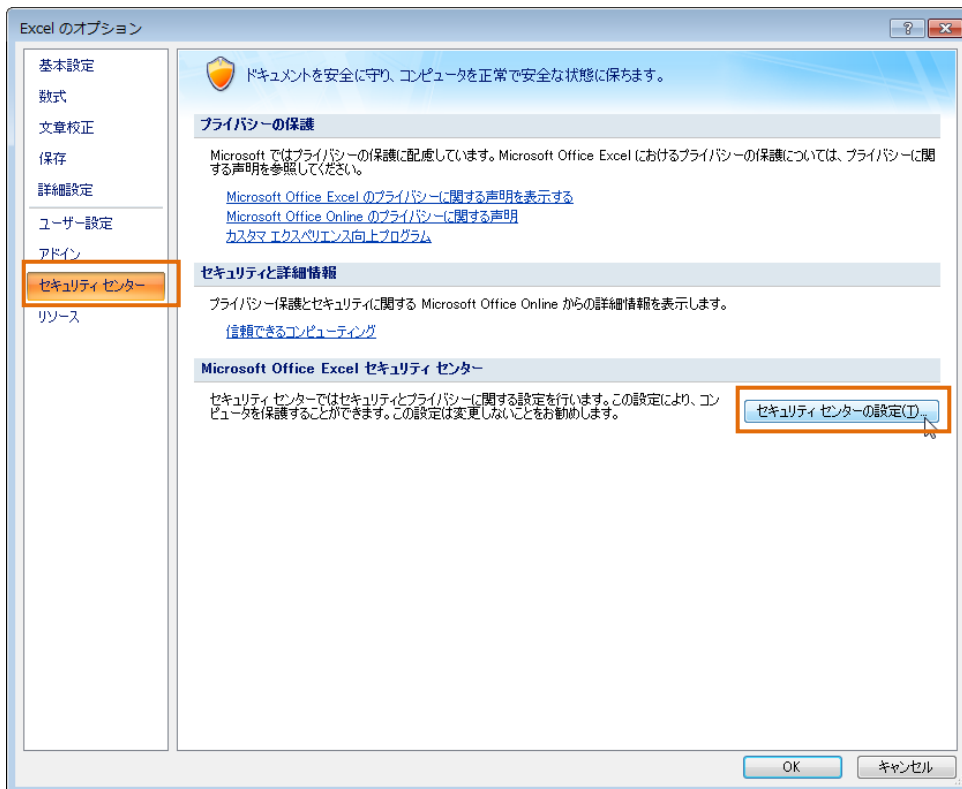 Excel のオプション
基本設定
数式
文章校正
保存
詳細設定
ユーザー設定
アドイン
セキュリティ センター
リソース
ドキュメントを安全に守り、コンピュータを正常で安全な状態に保ちます。
プライバシーの保護
Microsoft ではプライバシーの保護に配慮しています。Microsoft Office Excel におけるプライバシーの保護については、プライバシーに関
する声明を参照してください。
Microsoft Office Excel のプライバシーに関する声明を表示する
Microsoft Office Online のプライバシーに関する声明
カスタマ エクスペリエンス向上プログラム
セキュリティと詳細情報
プライバシー保護とセキュリティに関する Microsoft Office Online からの詳細情報を表示します。
信頼できるコンピューティング
Microsoft Office Excel セキュリティ センター
セキュリティ センターではセキュリティとプライバシーに関する設定を行います。この設定により、コン
ピュータを保護することができます。この設定は変更しないことをお勧めします。
セキュリティ センターの設定(T)...
OK
キャンセル